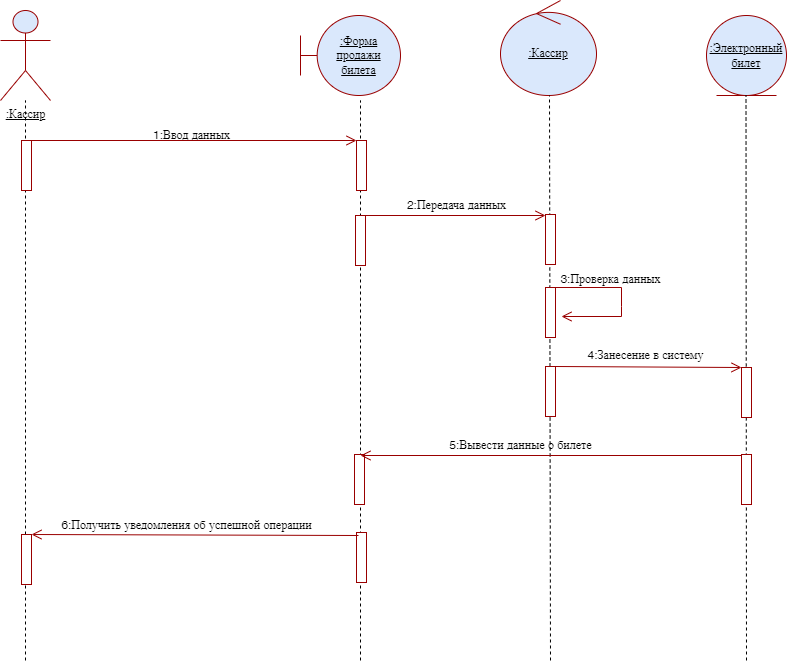 :Форма
продажи
билета
:Кассир
:Электронный
билет
:Кассир
1:Ввод данных
2:Передача данных
3:Проверка данных
4:Занесение в систему
5:Вывести данные о билете
6:Получить уведомления об успешной операции